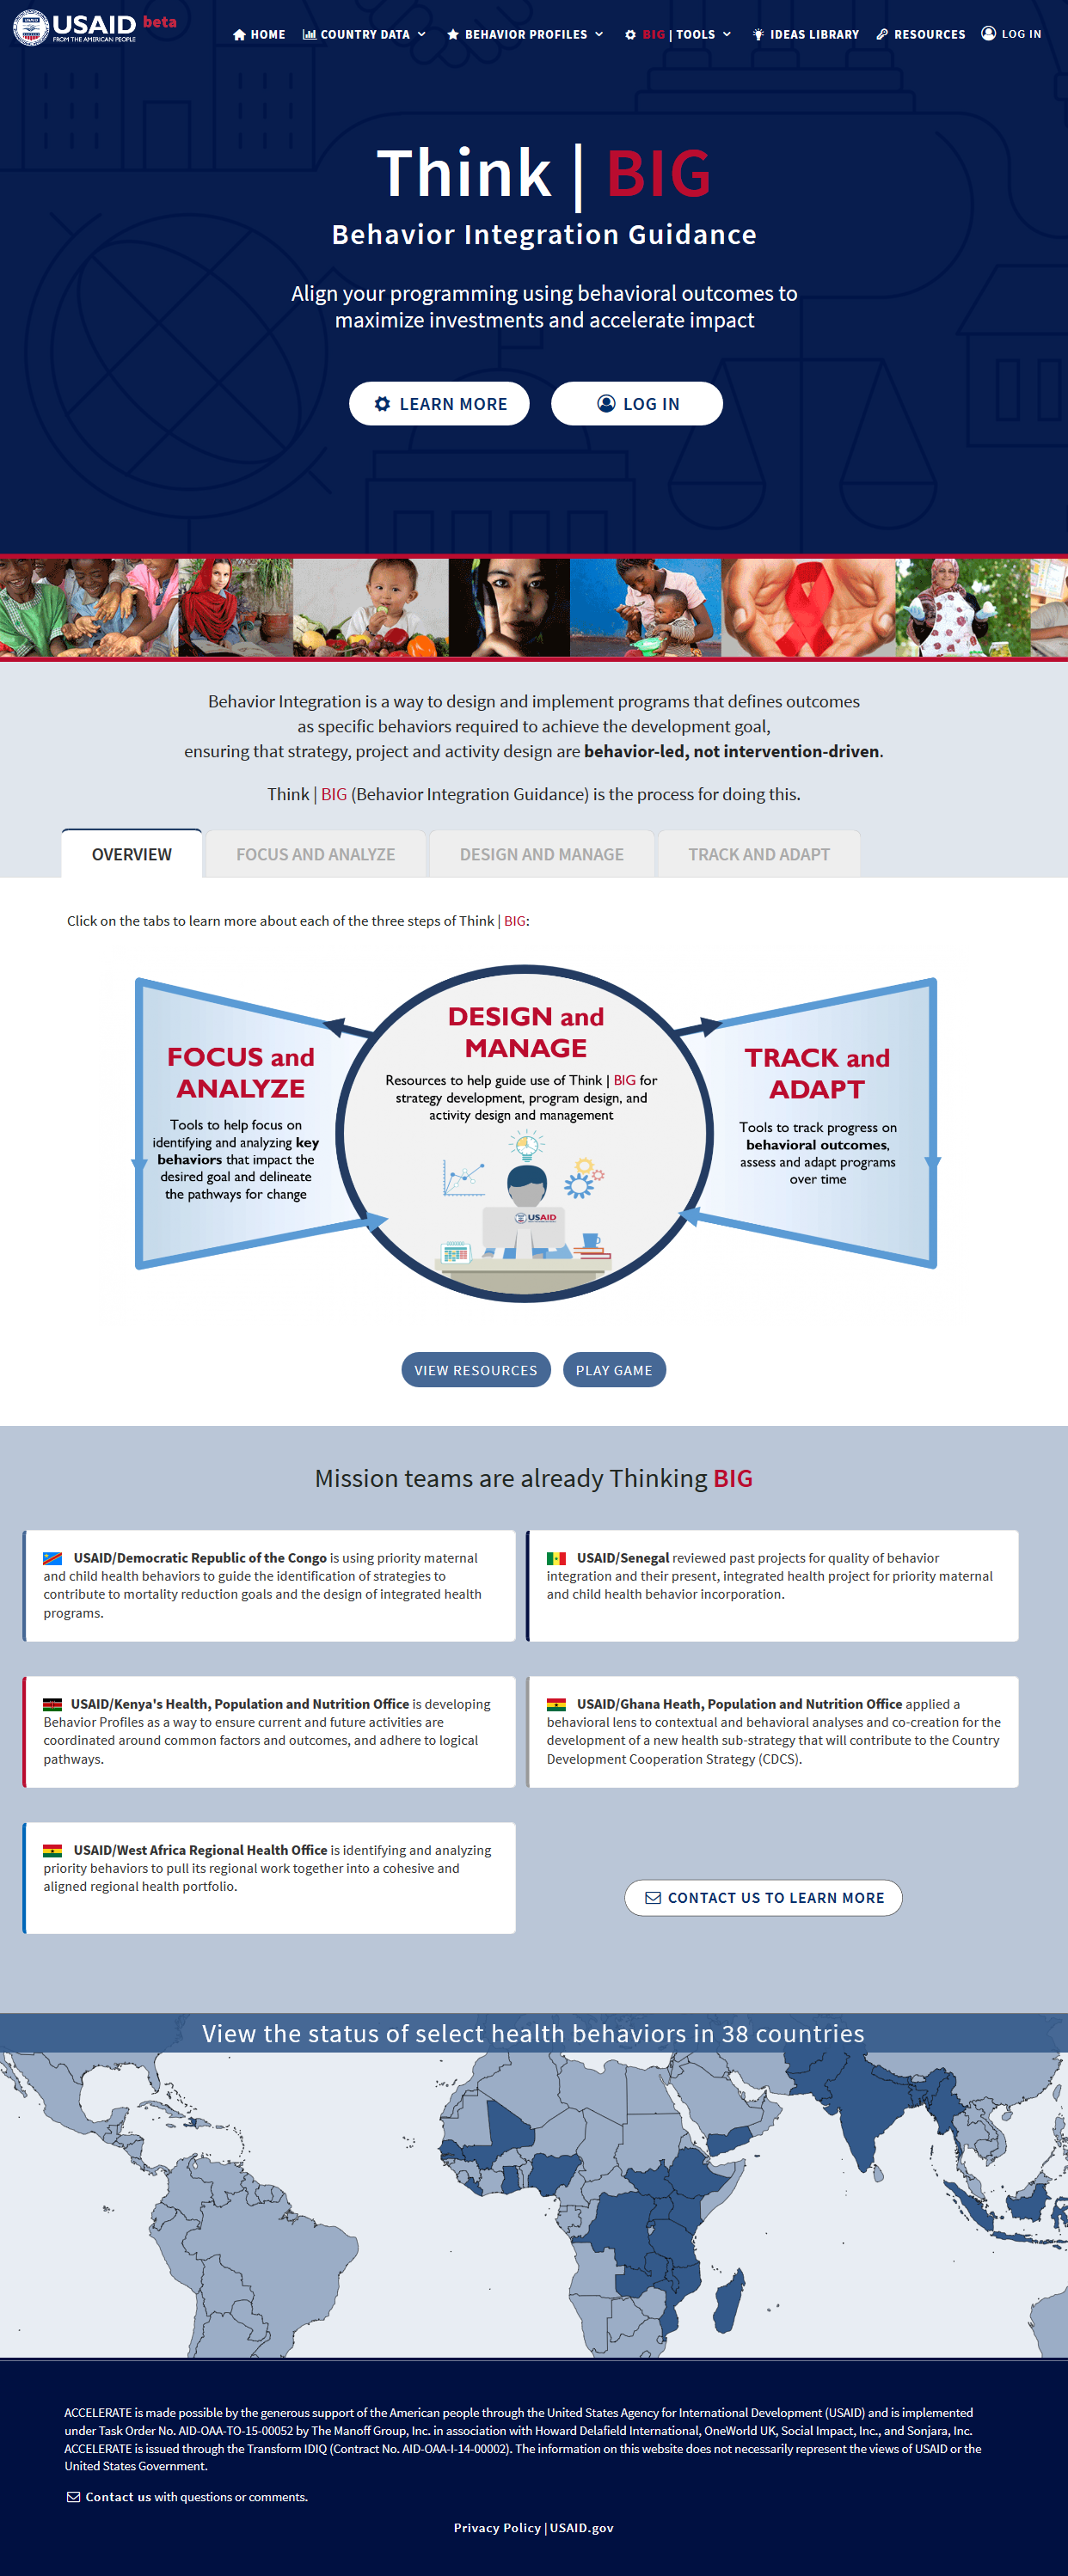 USAID beta
FROM THE AMERICAN PEOPLE
HOME COUNTRY DATA BEHAVIOR PROFILES BIG | TOOLS IDEAS LIBRARY RESOURCES LOG IN
Think | BIG
Behavior Integration Guidance
Align your programming using behavioral outcomes to
maximize investments and accelerate impact
LEARN MORE LOG IN
Behavior Integration is a way to design and implement programs that defines outcomes
as specific behaviors required to achieve the development goal,
ensuring that strategy, project and activity design are behavior-led, not intervention-driven.
Think | BIG (Behavior Integration Guidance) is the process for doing this.
OVERVIEW FOCUS AND ANALYZE DESIGN AND MANAGE TRACK AND ADAPT
Click on the tabs to learn more about each of the three steps of Think | BIG:
FOCUS and
ANALYZE
Tools to help focus on
identifying and analyzing key
behaviors that impact the
desired goal and delineate
the pathways for change
DESIGN and
MANAGE
Resources to help guide use of Think | BIG for
strategy development, program design, and
activity design and management
USAID
TRACK and
ADAPT
Tools to track progress on
behavioral outcomes,
assess and adapt programs
over time
VIEW RESOURCES PLAY GAME
Mission teams are already Thinking BIG
USAID/Democratic Republic of the Congo is using priority maternal
and child health behaviors to guide the identification of strategies to
contribute to mortality reduction goals and the design of integrated health
programs.
USAID/Senegal reviewed past projects for quality of behavior
integration and their present, integrated health project for priority maternal
and child health behavior incorporation.
USAID/Kenya's Health, Population and Nutrition Office is developing
Behavior Profiles as a way to ensure current and future activities are
coordinated around common factors and outcomes, and adhere to logical
pathways.
USAID/Ghana Heath, Population and Nutrition Office applied a
behavioral lens to contextual and behavioral analyses and co-creation for the
development of a new health sub-strategy that will contribute to the Country
Development Cooperation Strategy (CDCS).
USAID/West Africa Regional Health Office is identifying and analyzing
priority behaviors to pull its regional work together into a cohesive and
aligned regional health portfolio.
CONTACT US TO LEARN MORE
View the status of select health behaviors in 38 countries
ACCELERATE is made possible by the generous support of the American people through the United States Agency for International Development (USAID) and is implemented
under Task Order No. AID-OAA-TO-15-00052 by The Manoff Group, Inc. in association with Howard Delafield International, OneWorld UK, Social Impact, Inc., and Sonjara, Inc.
ACCELERATE is issued through the Transform IDIQ (Contract No. AID-OAA-I-14-00002). The information on this website does not necessarily represent the views of USAID or the
United States Government.
Contact us with questions or comments.
Privacy Policy | USAID.gov